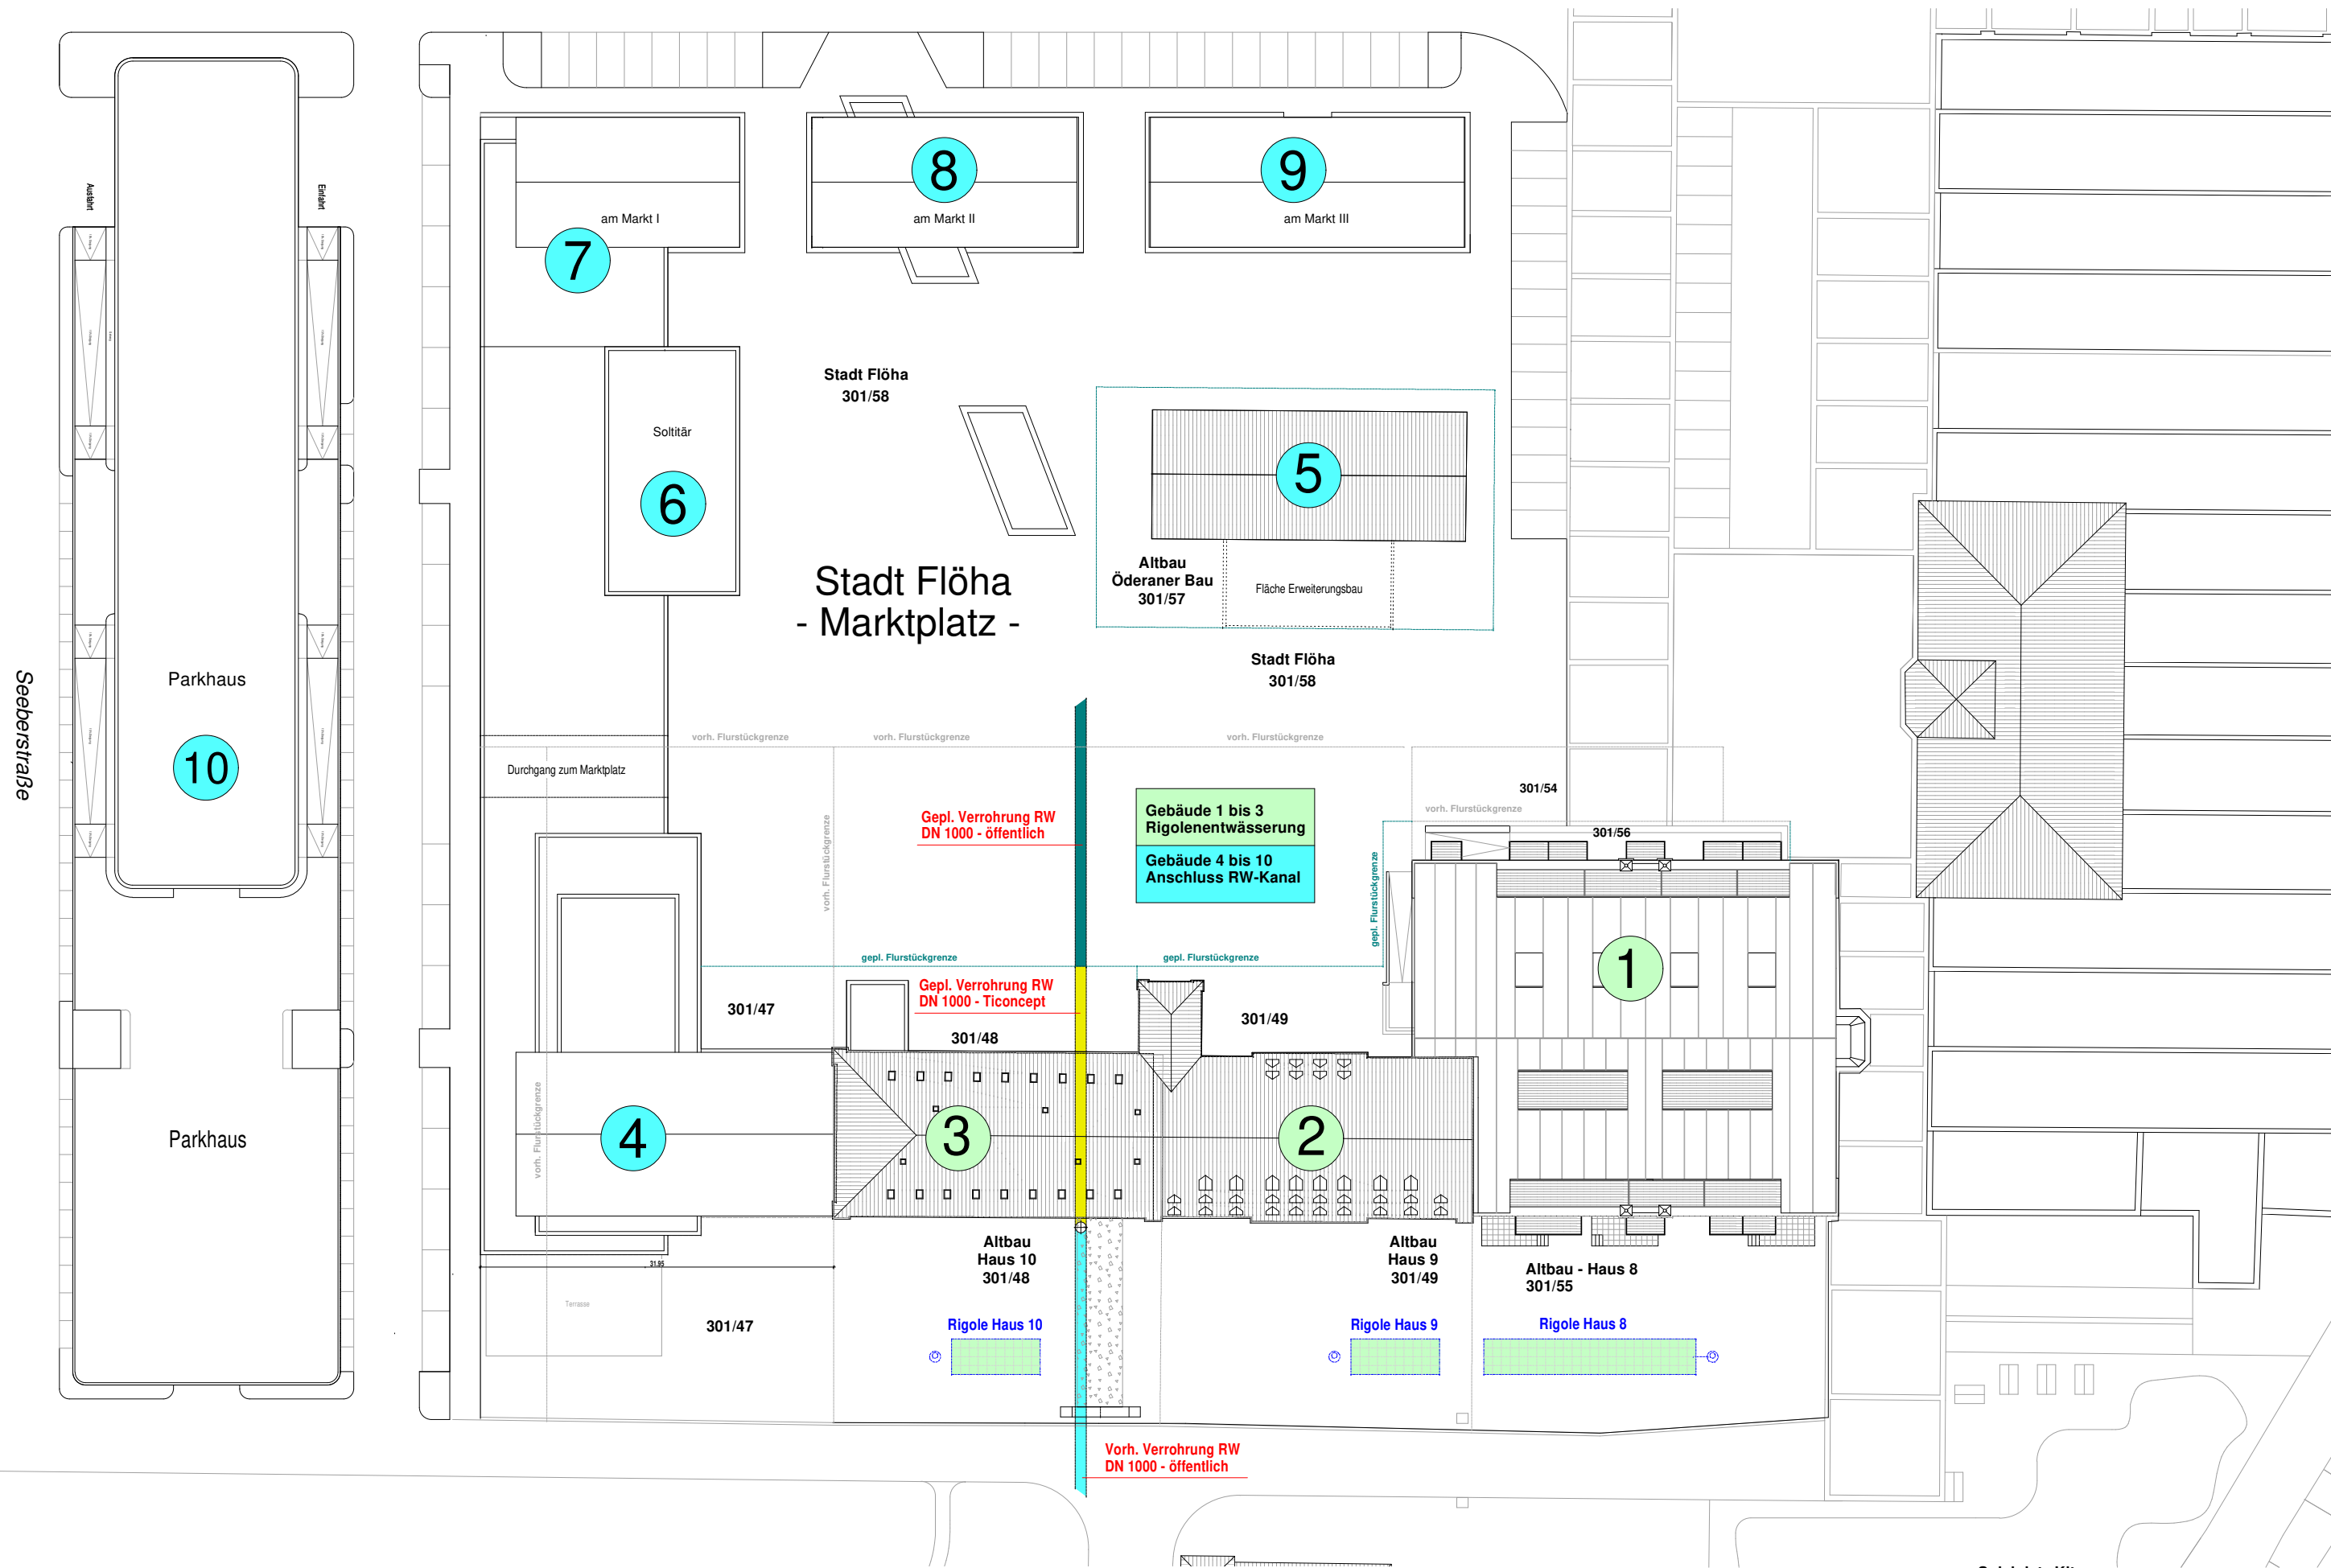 Ausfahrt
Einfahrt
am Markt I
7
8
am Markt II
9
am Markt III
Stadt Flöha
301/58
Soltitär
6
5
Altbau
Öderaner Bau
301/57
Fläche Erweiterungsbau
Stadt Flöha
- Marktplatz -
Stadt Flöha
301/58
Seeberstraße
Parkhaus
10
Parkhaus
vorh. Flurstückgrenze
vorh. Flurstückgrenze
vorh. Flurstückgrenze
Durchgang zum Marktplatz
vorh. Flurstückgrenze
Gepl. Verrohrung RW
DN 1000 - öffentlich
Gebäude 1 bis 3
Rigolenentwässerung
Gebäude 4 bis 10
Anschluss RW-Kanal
301/54
vorh. Flurstückgrenze
301/56
gepl. Flurstückgrenze
gepl. Flurstückgrenze
gepl. Flurstückgrenze
1
Gepl. Verrohrung RW
DN 1000 - Ticoncept
301/47
301/48
301/49
vorh. Flurstückgrenze
4
3
2
Altbau
Haus 10
301/48
Altbau
Haus 9
301/49
Altbau - Haus 8
301/55
31.95
Terrasse
301/47
Rigole Haus 10
Rigole Haus 9
Rigole Haus 8
Vorh. Verrohrung RW
DN 1000 - öffentlich